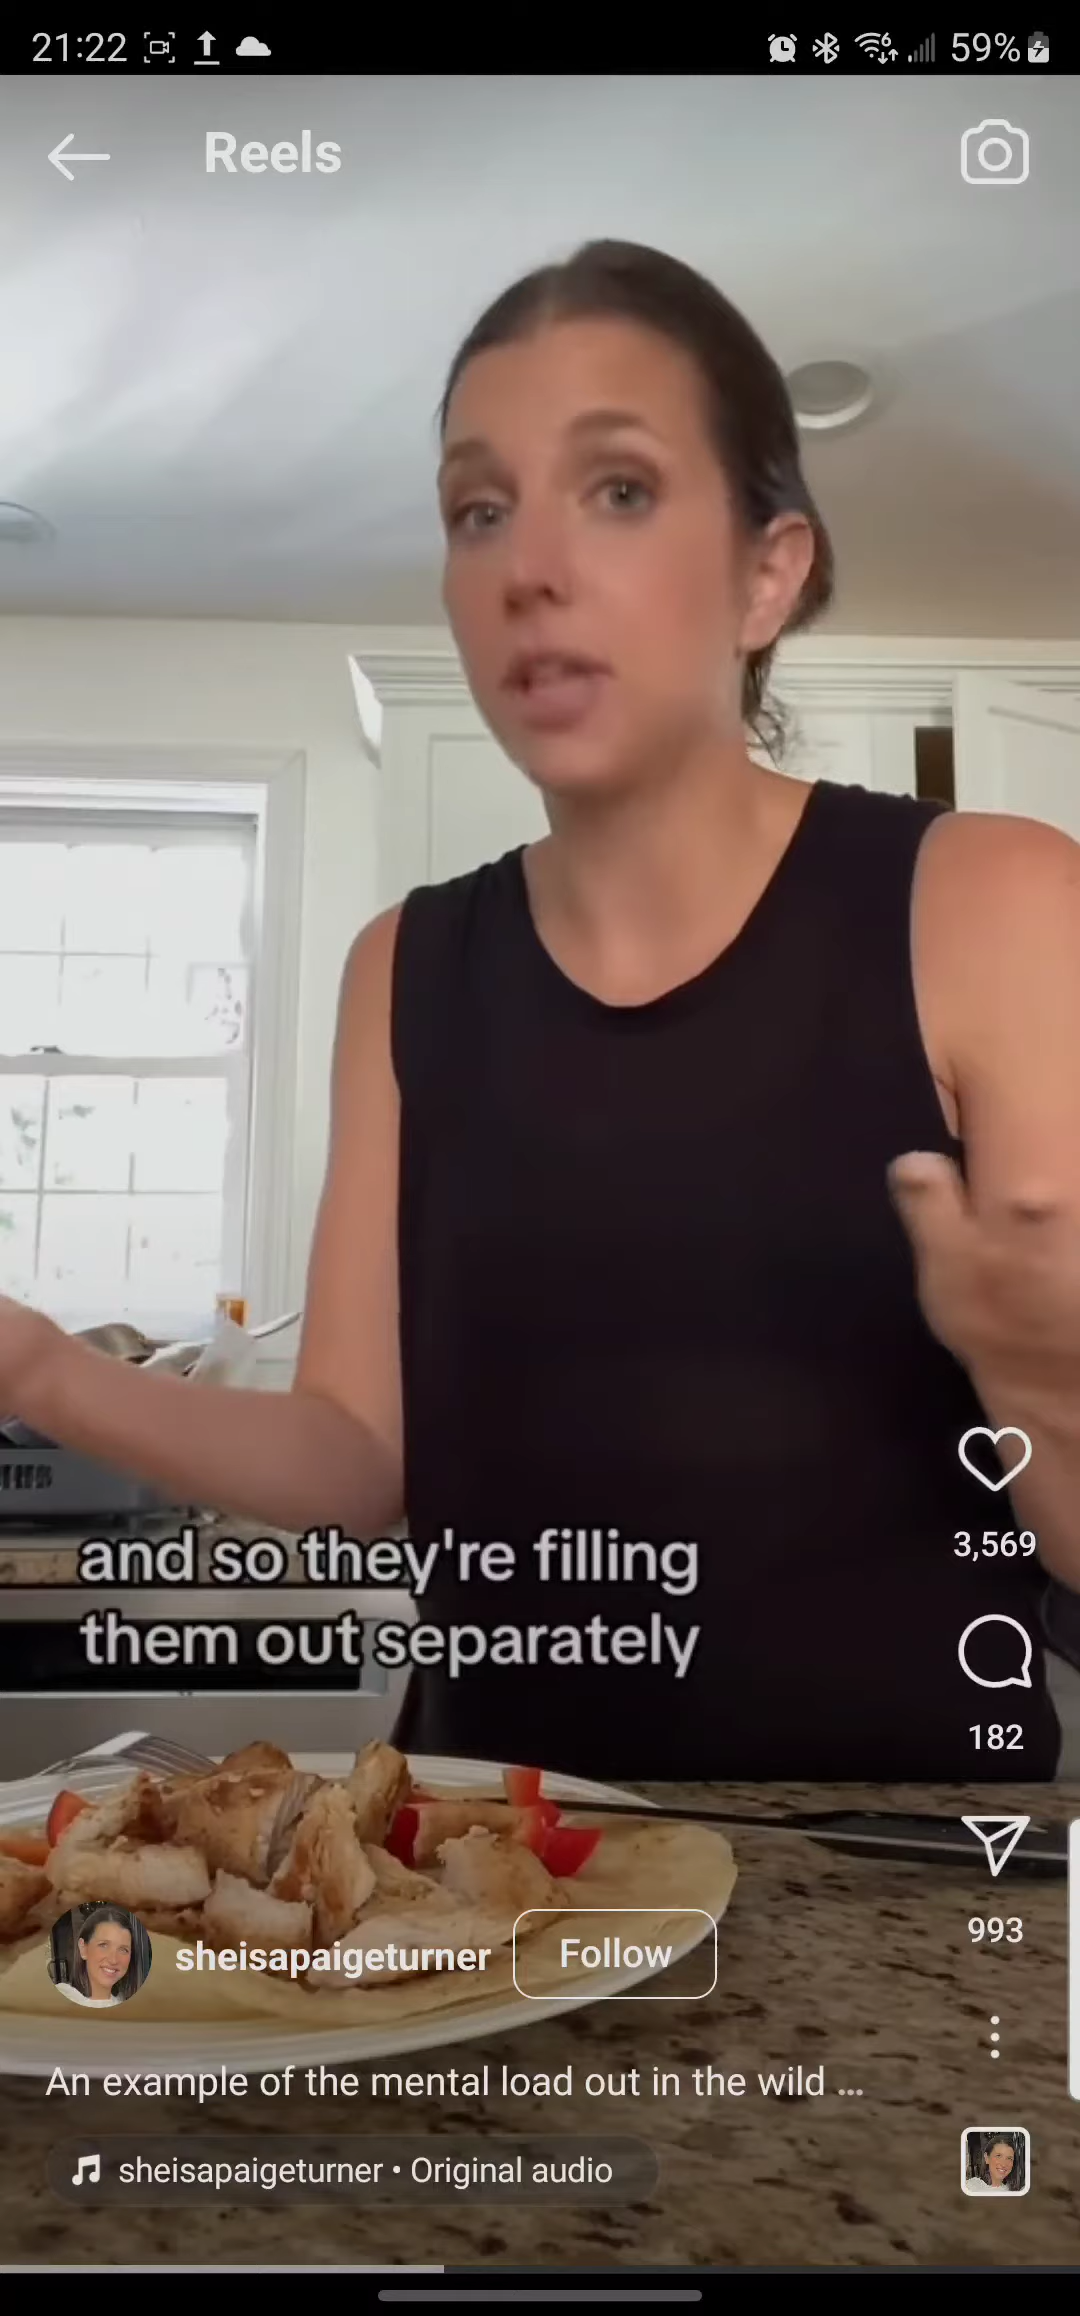 21:22
59%
Reels
and so they're filling
them out separately
3,569
182
993
sheisapaigeturner
Follow
An example of the mental load out in the wild ...
sheisapaigeturner • Original audio